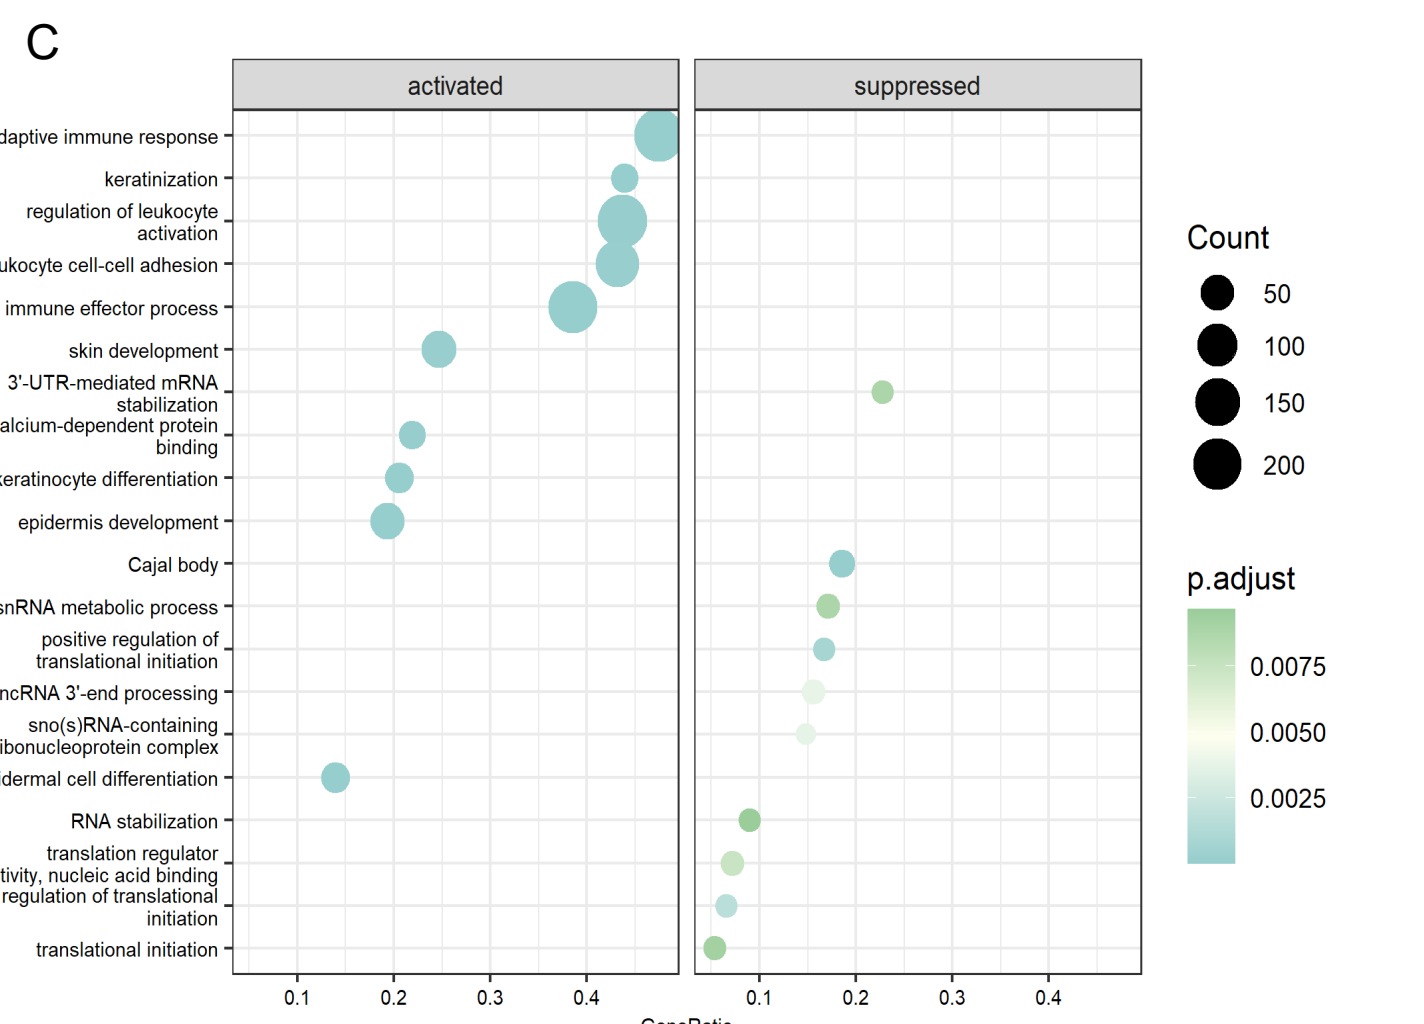 C
activated
suppressed
daptive immune response
keratinization
regulation of leukocyte
activation
ukocyte cell-cell adhesion
immune effector process
skin development
3'-UTR-mediated mRNA
stabilization
alcium-dependent protein
binding
keratinocyte differentiation
epidermis development
Cajal body
snRNA metabolic process
positive regulation of
translational initiation
ncRNA 3'-end processing
sno(s)RNA-containing
ibonucleoprotein complex
idermal cell differentiation
RNA stabilization
translation regulator
tivity, nucleic acid binding
regulation of translational
initiation
translational initiation
0.1 0.2 0.3 0.4
0.1 0.2 0.3 0.4
GeneRatio
Count
50
100
150
200
p.adjust
0.0075
0.0050
0.0025